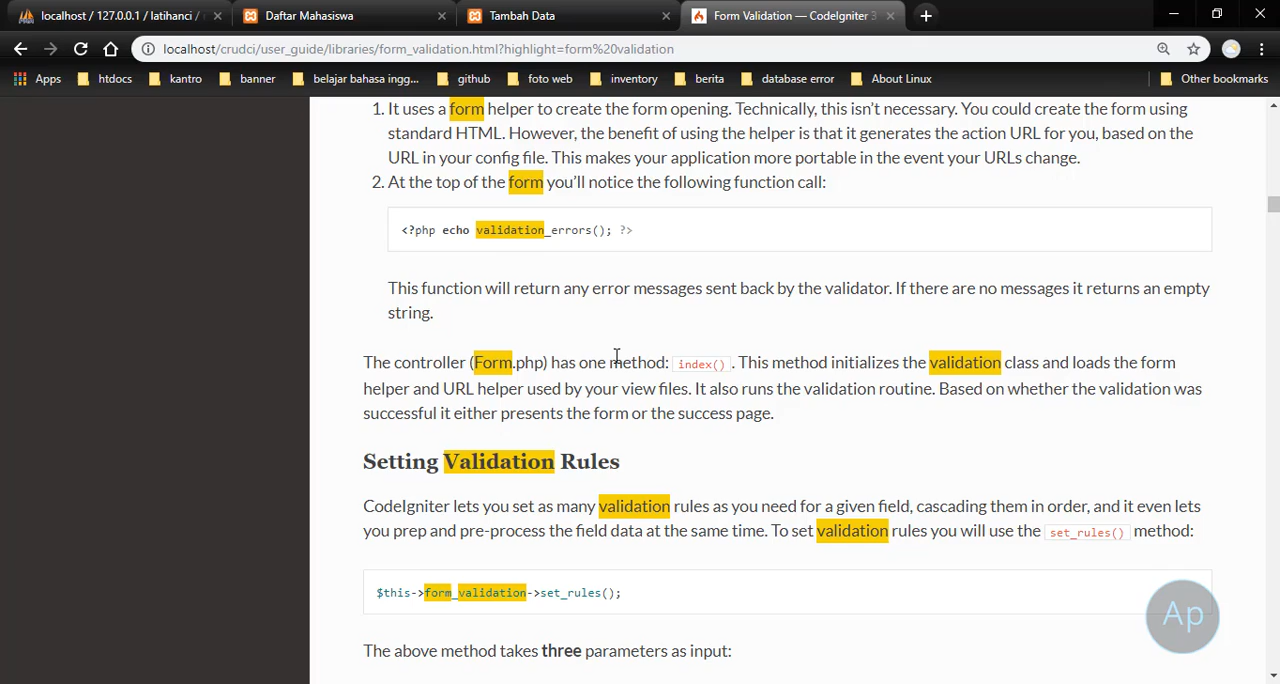 localhost / 127.0.0.1 / latihanci /
Daftar Mahasiswa
Tambah Data
Form Validation — CodeIgniter 3
localhost/crudci/user_guide/libraries/form_validation.html?highlight=form%20validation
Apps htdocs kantro banner belajar bahasa ingg... github foto web inventory berita database error About Linux Other bookmarks
1. It uses a form helper to create the form opening. Technically, this isn’t necessary. You could create the form using
standard HTML. However, the benefit of using the helper is that it generates the action URL for you, based on the
URL in your config file. This makes your application more portable in the event your URLs change.
2. At the top of the form you’ll notice the following function call:
<?php echo validation_errors(); ?>
This function will return any error messages sent back by the validator. If there are no messages it returns an empty
string.
The controller (Form.php) has one method: index(). This method initializes the validation class and loads the form
helper and URL helper used by your view files. It also runs the validation routine. Based on whether the validation was
successful it either presents the form or the success page.
Setting Validation Rules
CodeIgniter lets you set as many validation rules as you need for a given field, cascading them in order, and it even lets
you prep and pre-process the field data at the same time. To set validation rules you will use the set_rules() method:
$this->form_validation->set_rules();
Ap
The above method takes three parameters as input: